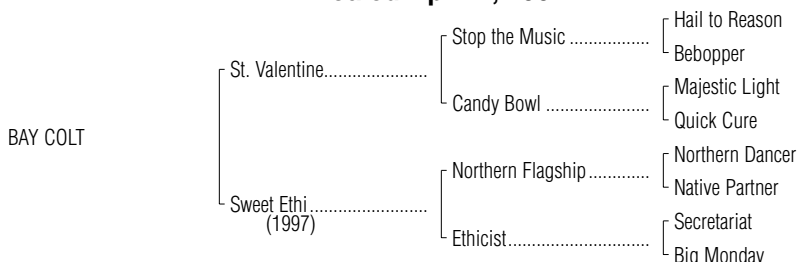 Hail to Reason
Stop the Music .................
Bebopper
St. Valentine......................
Majestic Light
Candy Bowl ......................
Quick Cure
BAY COLT
Northern Dancer
Northern Flagship.............
Native Partner
Sweet Ethi.........................
(1997)
Secretariat
Ethicist..............................
Big Monday